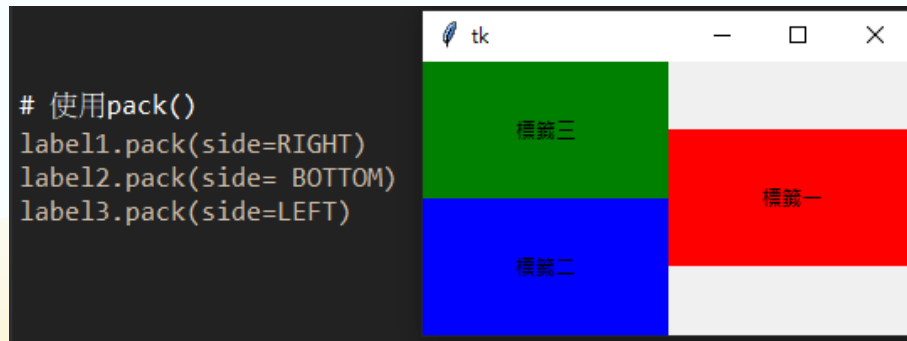 # 使用pack()
label1.pack(side=RIGHT)
label2.pack(side= BOTTOM)
label3.pack(side=LEFT)
tk
標籤三
標籤一
標籤二